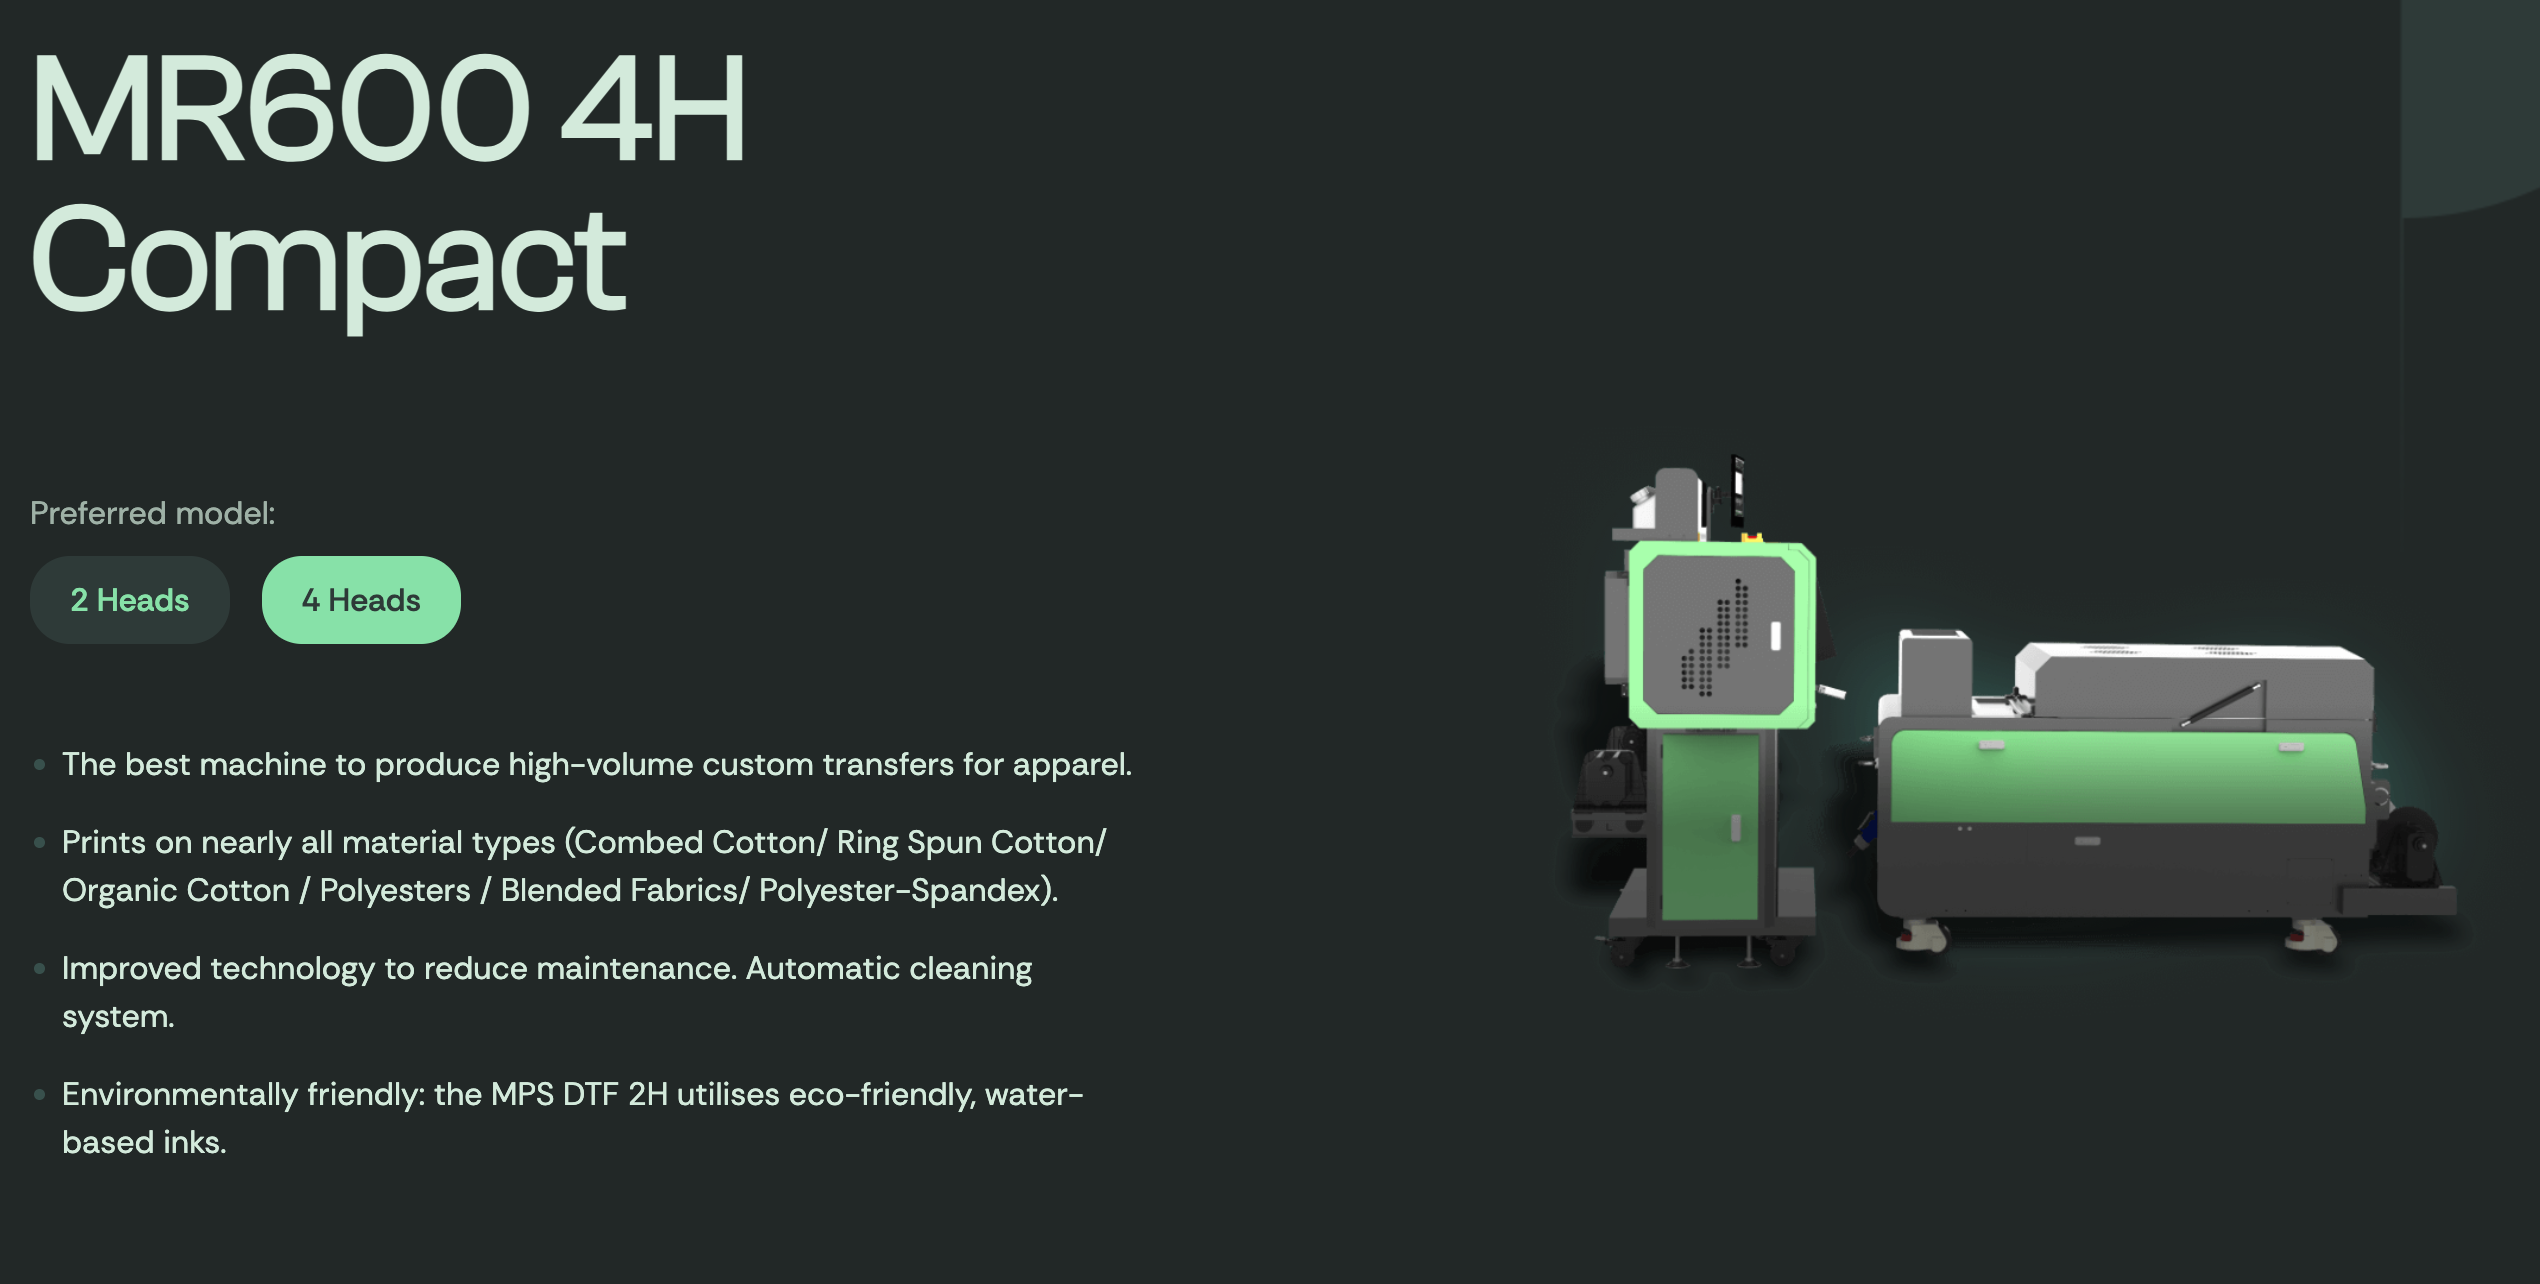 MR600 4H
Compact
Preferred model:
2 Heads
4 Heads
The best machine to produce high-volume custom transfers for apparel.
Prints on nearly all material types (Combed Cotton/ Ring Spun Cotton/
Organic Cotton / Polyesters / Blended Fabrics/ Polyester-Spandex).
Improved technology to reduce maintenance. Automatic cleaning
system.
Environmentally friendly: the MPS DTF 2H utilises eco-friendly, water-
based inks.